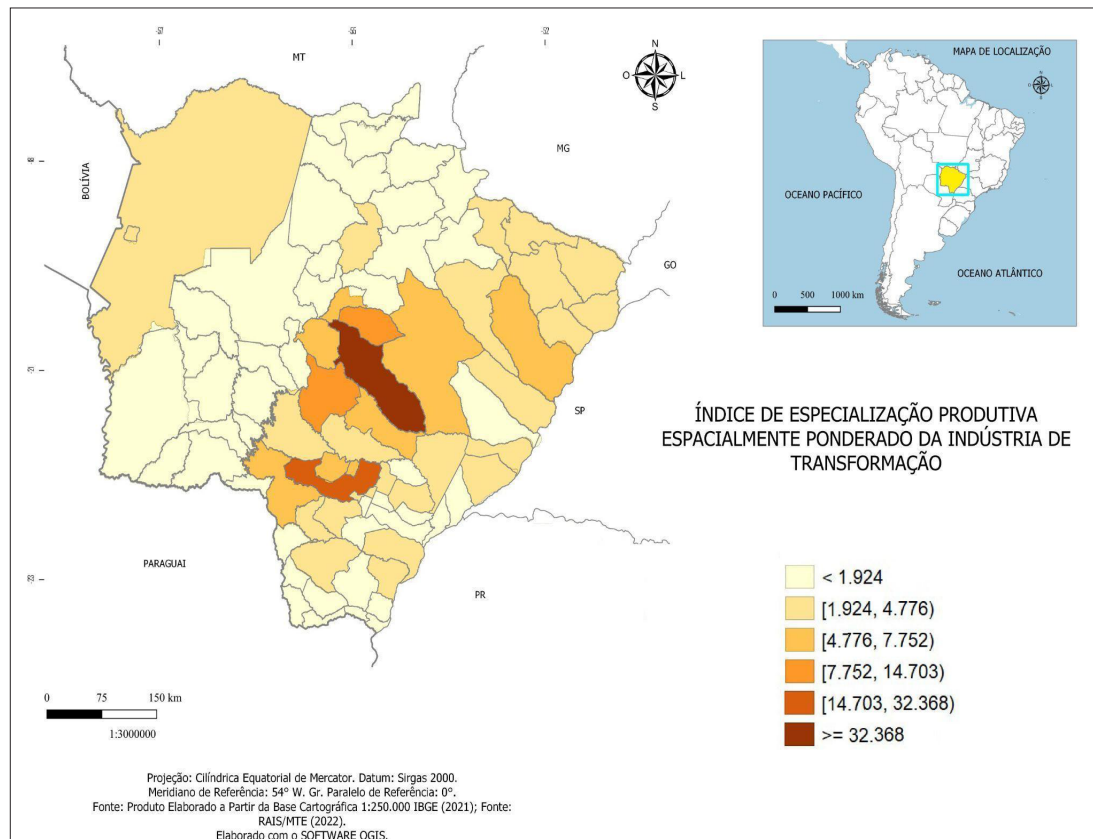 MT
MG
BOLÍVIA
GO
SP
PARAGUAI
PR
N
O
L
S
0 75 150 km
1:3000000
Projeção: Cilíndrica Equatorial de Mercator. Datum: Sirgas 2000.
Meridiano de Referência: 54° W. Gr. Paralelo de Referência: 0°.
Fonte: Produto Elaborado a Partir da Base Cartográfica 1:250.000 IBGE (2021); Fonte:
RAIS/MTE (2022).
Elaborado com o SOFTWARE QGIS.
MAPA DE LOCALIZAÇÃO
OCEANO PACÍFICO
OCEANO ATLÂNTICO
0 500 1000 km
ÍNDICE DE ESPECIALIZAÇÃO PRODUTIVA
ESPACIALMENTE PONDERADO DA INDÚSTRIA DE
TRANSFORMAÇÃO
< 1.924
[1.924, 4.776)
[4.776, 7.752)
[7.752, 14.703)
[14.703, 32.368)
>= 32.368